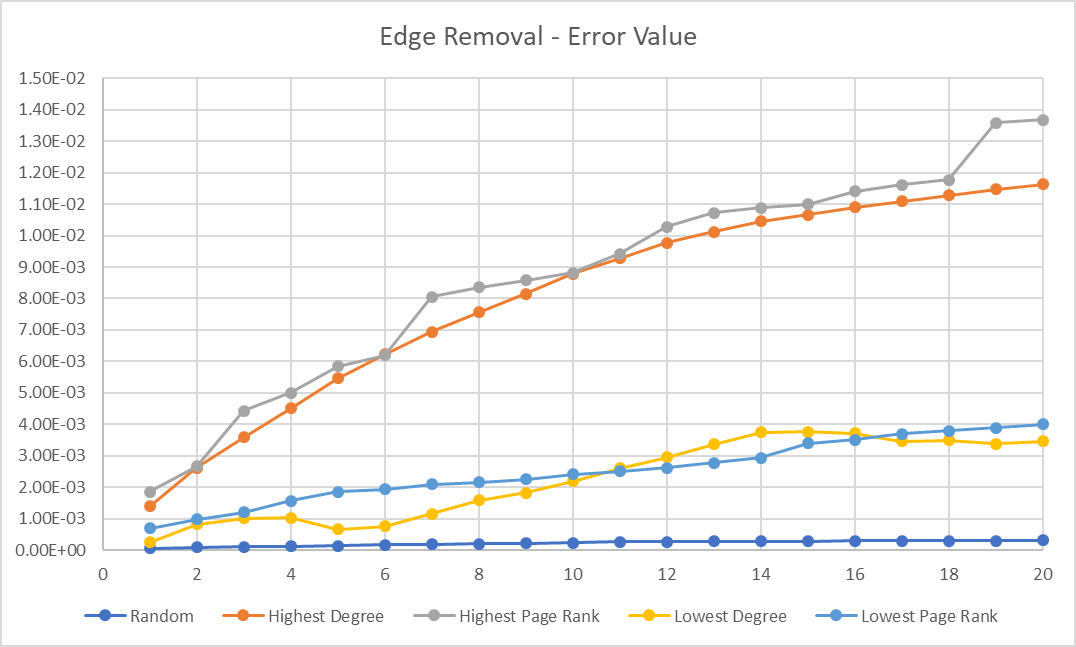 Edge Removal - Error Value
1.50E-02
1.40E-02
1.30E-02
1.20E-02
1.10E-02
1.00E-02
9.00E-03
8.00E-03
7.00E-03
6.00E-03
5.00E-03
4.00E-03
3.00E-03
2.00E-03
1.00E-03
0.00E+00
0 2 4 6 8 10 12 14 16 18 20
Random Highest Degree Highest Page Rank Lowest Degree Lowest Page Rank